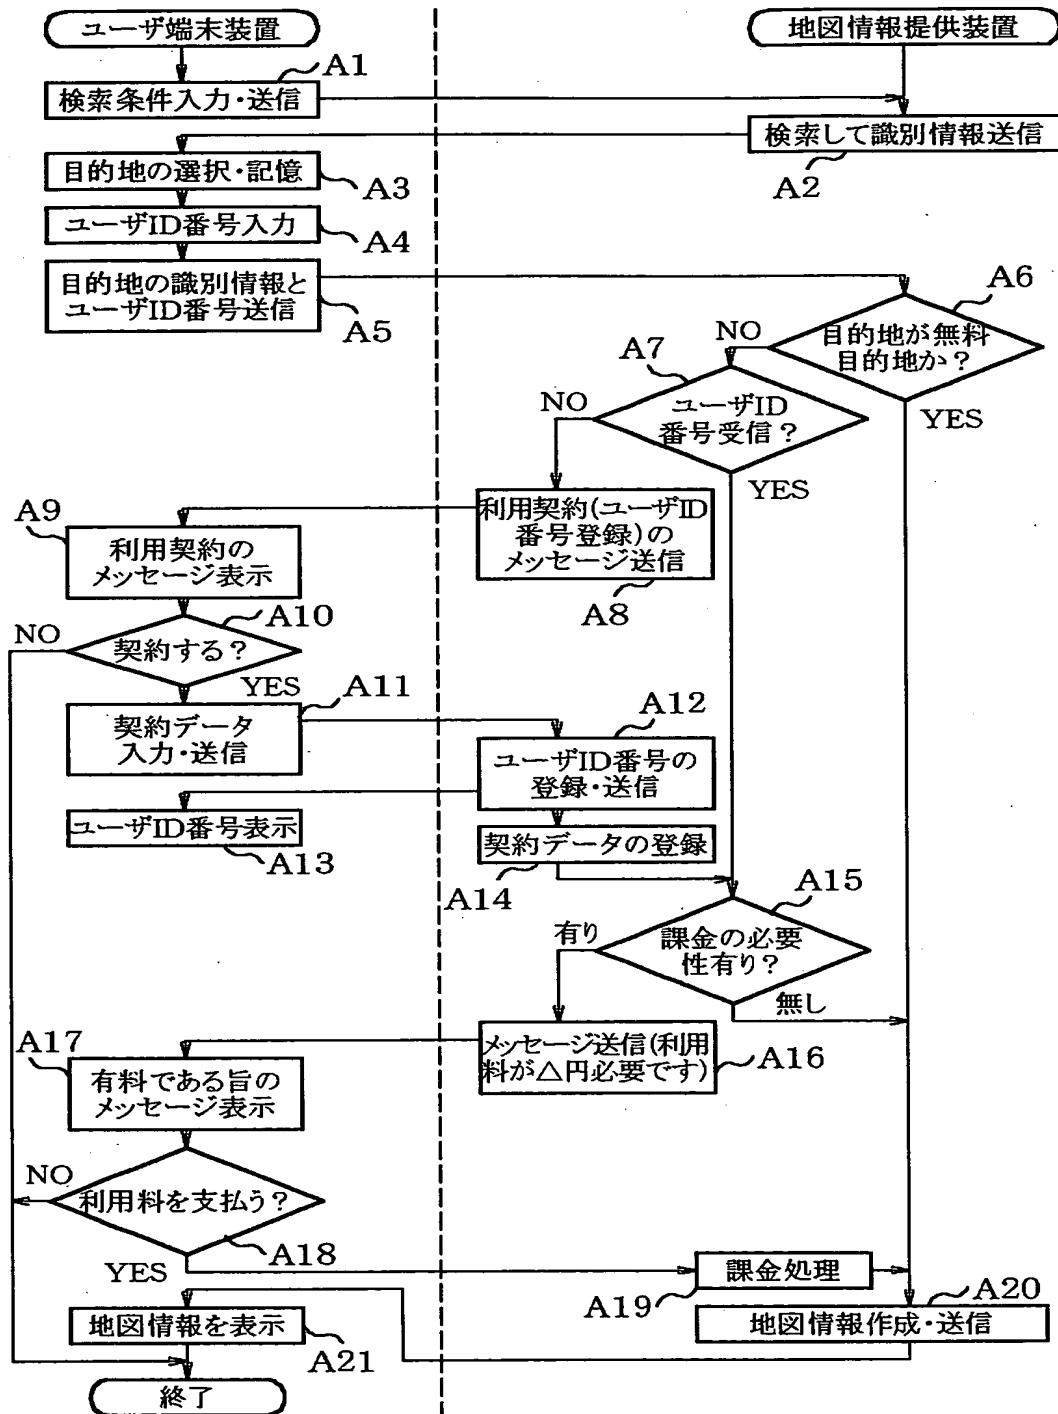 ユーザ端末装置
地図情報提供装置
A1
検索条件入力・送信
検索して識別情報送信
A2
目的地の選択・記憶
A3
ユーザID番号入力
A4
目的地の識別情報と
ユーザID番号送信
A5
A6
目的地が無料
目的地か？
NO
YES
A7
ユーザID
番号受信？
NO
YES
利用契約(ユーザID
番号登録)の
メッセージ送信
A8
A9
利用契約の
メッセージ表示
A10
契約する？
NO
YES
A11
契約データ
入力・送信
A12
ユーザID番号の
登録・送信
ユーザID番号表示
A13
契約データの登録
A14
A15
課金の必要
性有り？
有り
無し
メッセージ送信(利用
料が△円必要です)
A16
A17
有料である旨の
メッセージ表示
利用料を支払う？
NO
A18
YES
課金処理
A19
A20
地図情報作成・送信
地図情報を表示
A21
終了